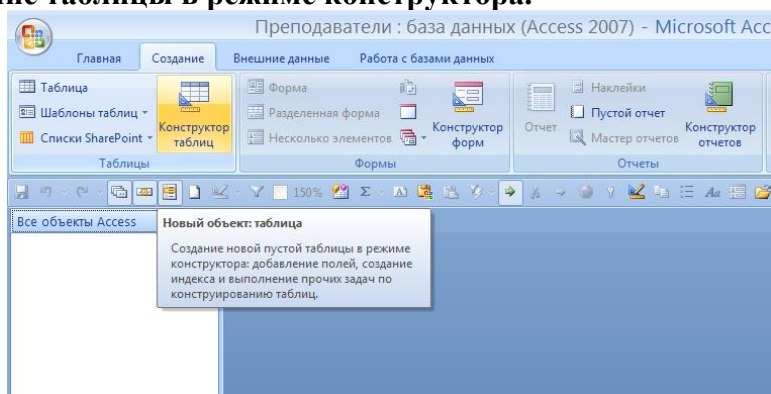 ние таблицы в режиме конструктора.
Преподаватели : база данных (Access 2007) - Microsoft Acc
Главная Создание Внешние данные Работа с базами данных
Таблица
Шаблоны таблиц
Списки SharePoint
Конструктор
таблиц
Таблицы
Форма
Разделенная форма
Несколько элементов
Конструктор
форм
Формы
Отчет
Наклейки
Пустой отчет
Мастер отчетов
Конструктор
отчетов
Отчеты
150%
Все объекты Access
Новый объект: таблица
Создание новой пустой таблицы в режиме
конструктора: добавление полей, создание
индекса и выполнение прочих задач по
конструированию таблиц.